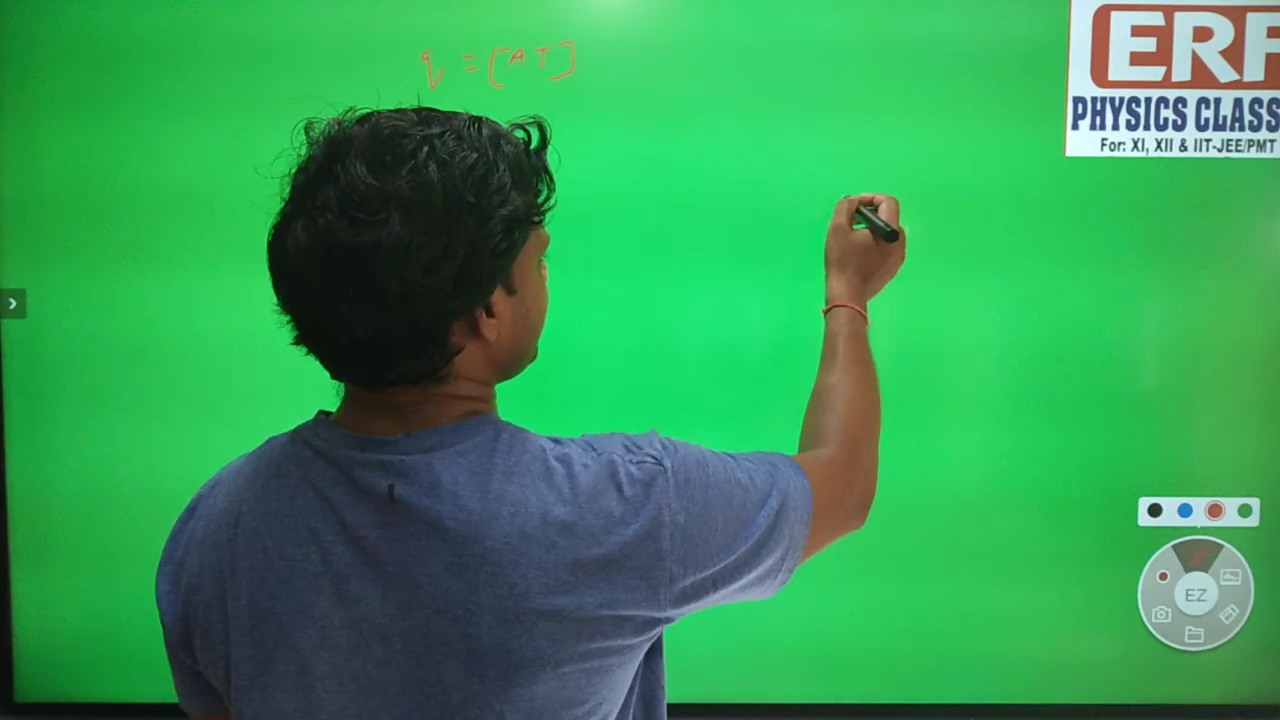 q = [AT]
ERF
PHYSICS CLASS
For: XI, XII & IIT-JEE/PMT
EZ